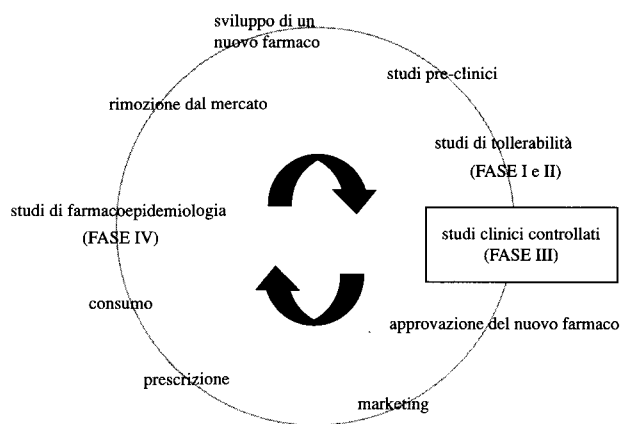 sviluppo di un
nuovo farmaco
studi pre-clinici
rimozione dal mercato
studi di tollerabilità
(FASE I e II)
studi di farmacoepidemiologia
(FASE IV)
studi clinici controllati
(FASE III)
consumo
approvazione del nuovo farmaco
prescrizione
marketing